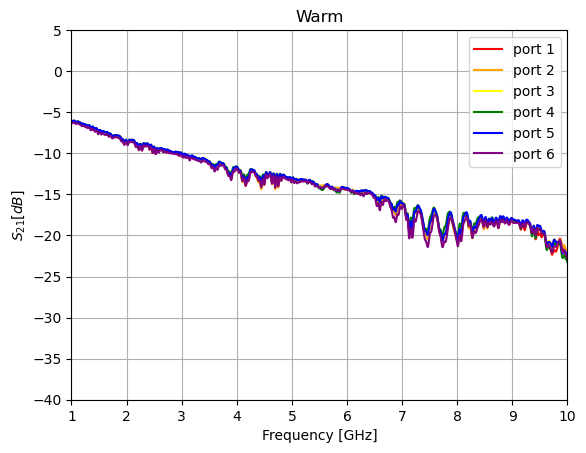 Warm
5
0
−5
−10
−15
−20
−25
−30
−35
−40
S21[dB]
port 1
port 2
port 3
port 4
port 5
port 6
1 2 3 4 5 6 7 8 9 10
Frequency [GHz]